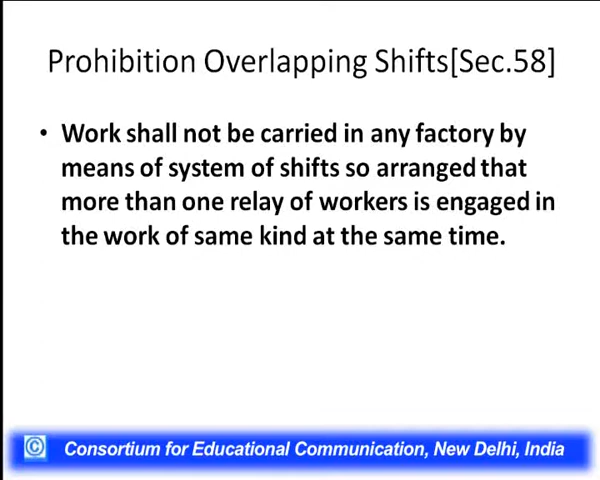 Prohibition Overlapping Shifts[Sec.58]
• Work shall not be carried in any factory by
means of system of shifts so arranged that
more than one relay of workers is engaged in
the work of same kind at the same time.
© Consortium for Educational Communication, New Delhi, India